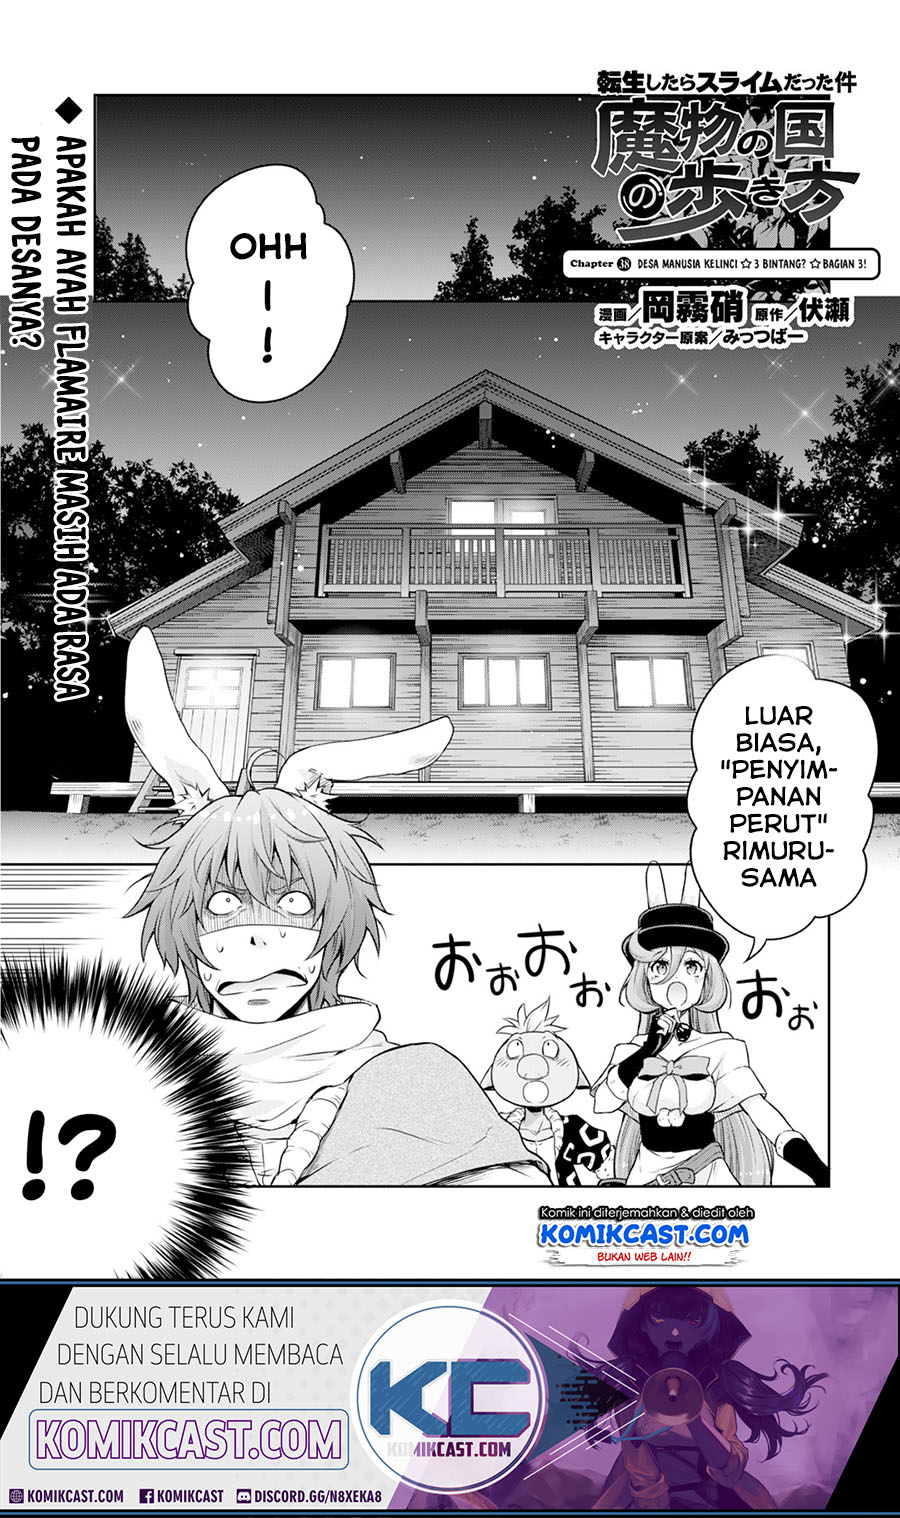 転生したらスライムだった件
魔物の国
の歩き方
Chapter 38 DESA MANUSIA KELINCI ☆ 3 BINTANG? ☆ BAGIAN 3!
漫画／岡霧硝 原作／伏瀬
キャラクター原案／みっつばー
◆ APAKAH AYAH FLAMAIRE MASIH ADA RASA
PADA DESANYA?
OHH
-
!
LUAR
BIASA,
"PENYIM-
PANAN
PERUT"
RIMURU-
SAMA
おぉおぉ
おぉ
!?
Komik ini diterjemahkan & diedit oleh
KOMIKCAST.COM
BUKAN WEB LAIN!!
DUKUNG TERUS KAMI
DENGAN SELALU MEMBACA
DAN BERKOMENTAR DI
KOMIKCAST.COM
KC
KOMIKCAST.COM
KOMIKCAST.COM KOMIKCAST DISCORD.GG/N8XEKA8